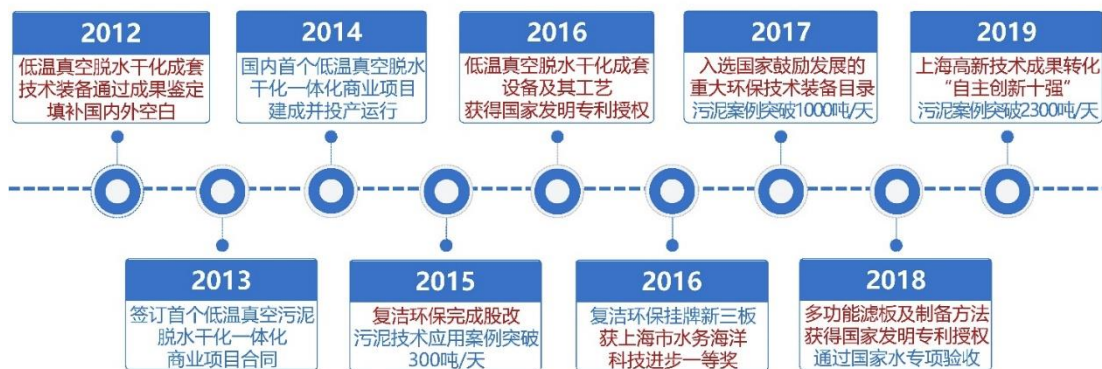 2012
低温真空脱水干化成套
技术装备通过成果鉴定
填补国内外空白
2013
签订首个低温真空污泥
脱水干化一体化
商业项目合同
2014
国内首个低温真空脱水
干化一体化商业项目
建成并投产运行
2015
复洁环保完成股改
污泥技术应用案例突破
300吨/天
2016
低温真空脱水干化成套
设备及其工艺
获得国家发明专利授权
2016
复洁环保挂牌新三板
获上海市水务海洋
科技进步一等奖
2017
入选国家鼓励发展的
重大环保技术装备目录
污泥案例突破1000吨/天
2018
多功能滤板及制备方法
获得国家发明专利授权
通过国家水专项验收
2019
上海高新技术成果转化
“自主创新十强”
污泥案例突破2300吨/天